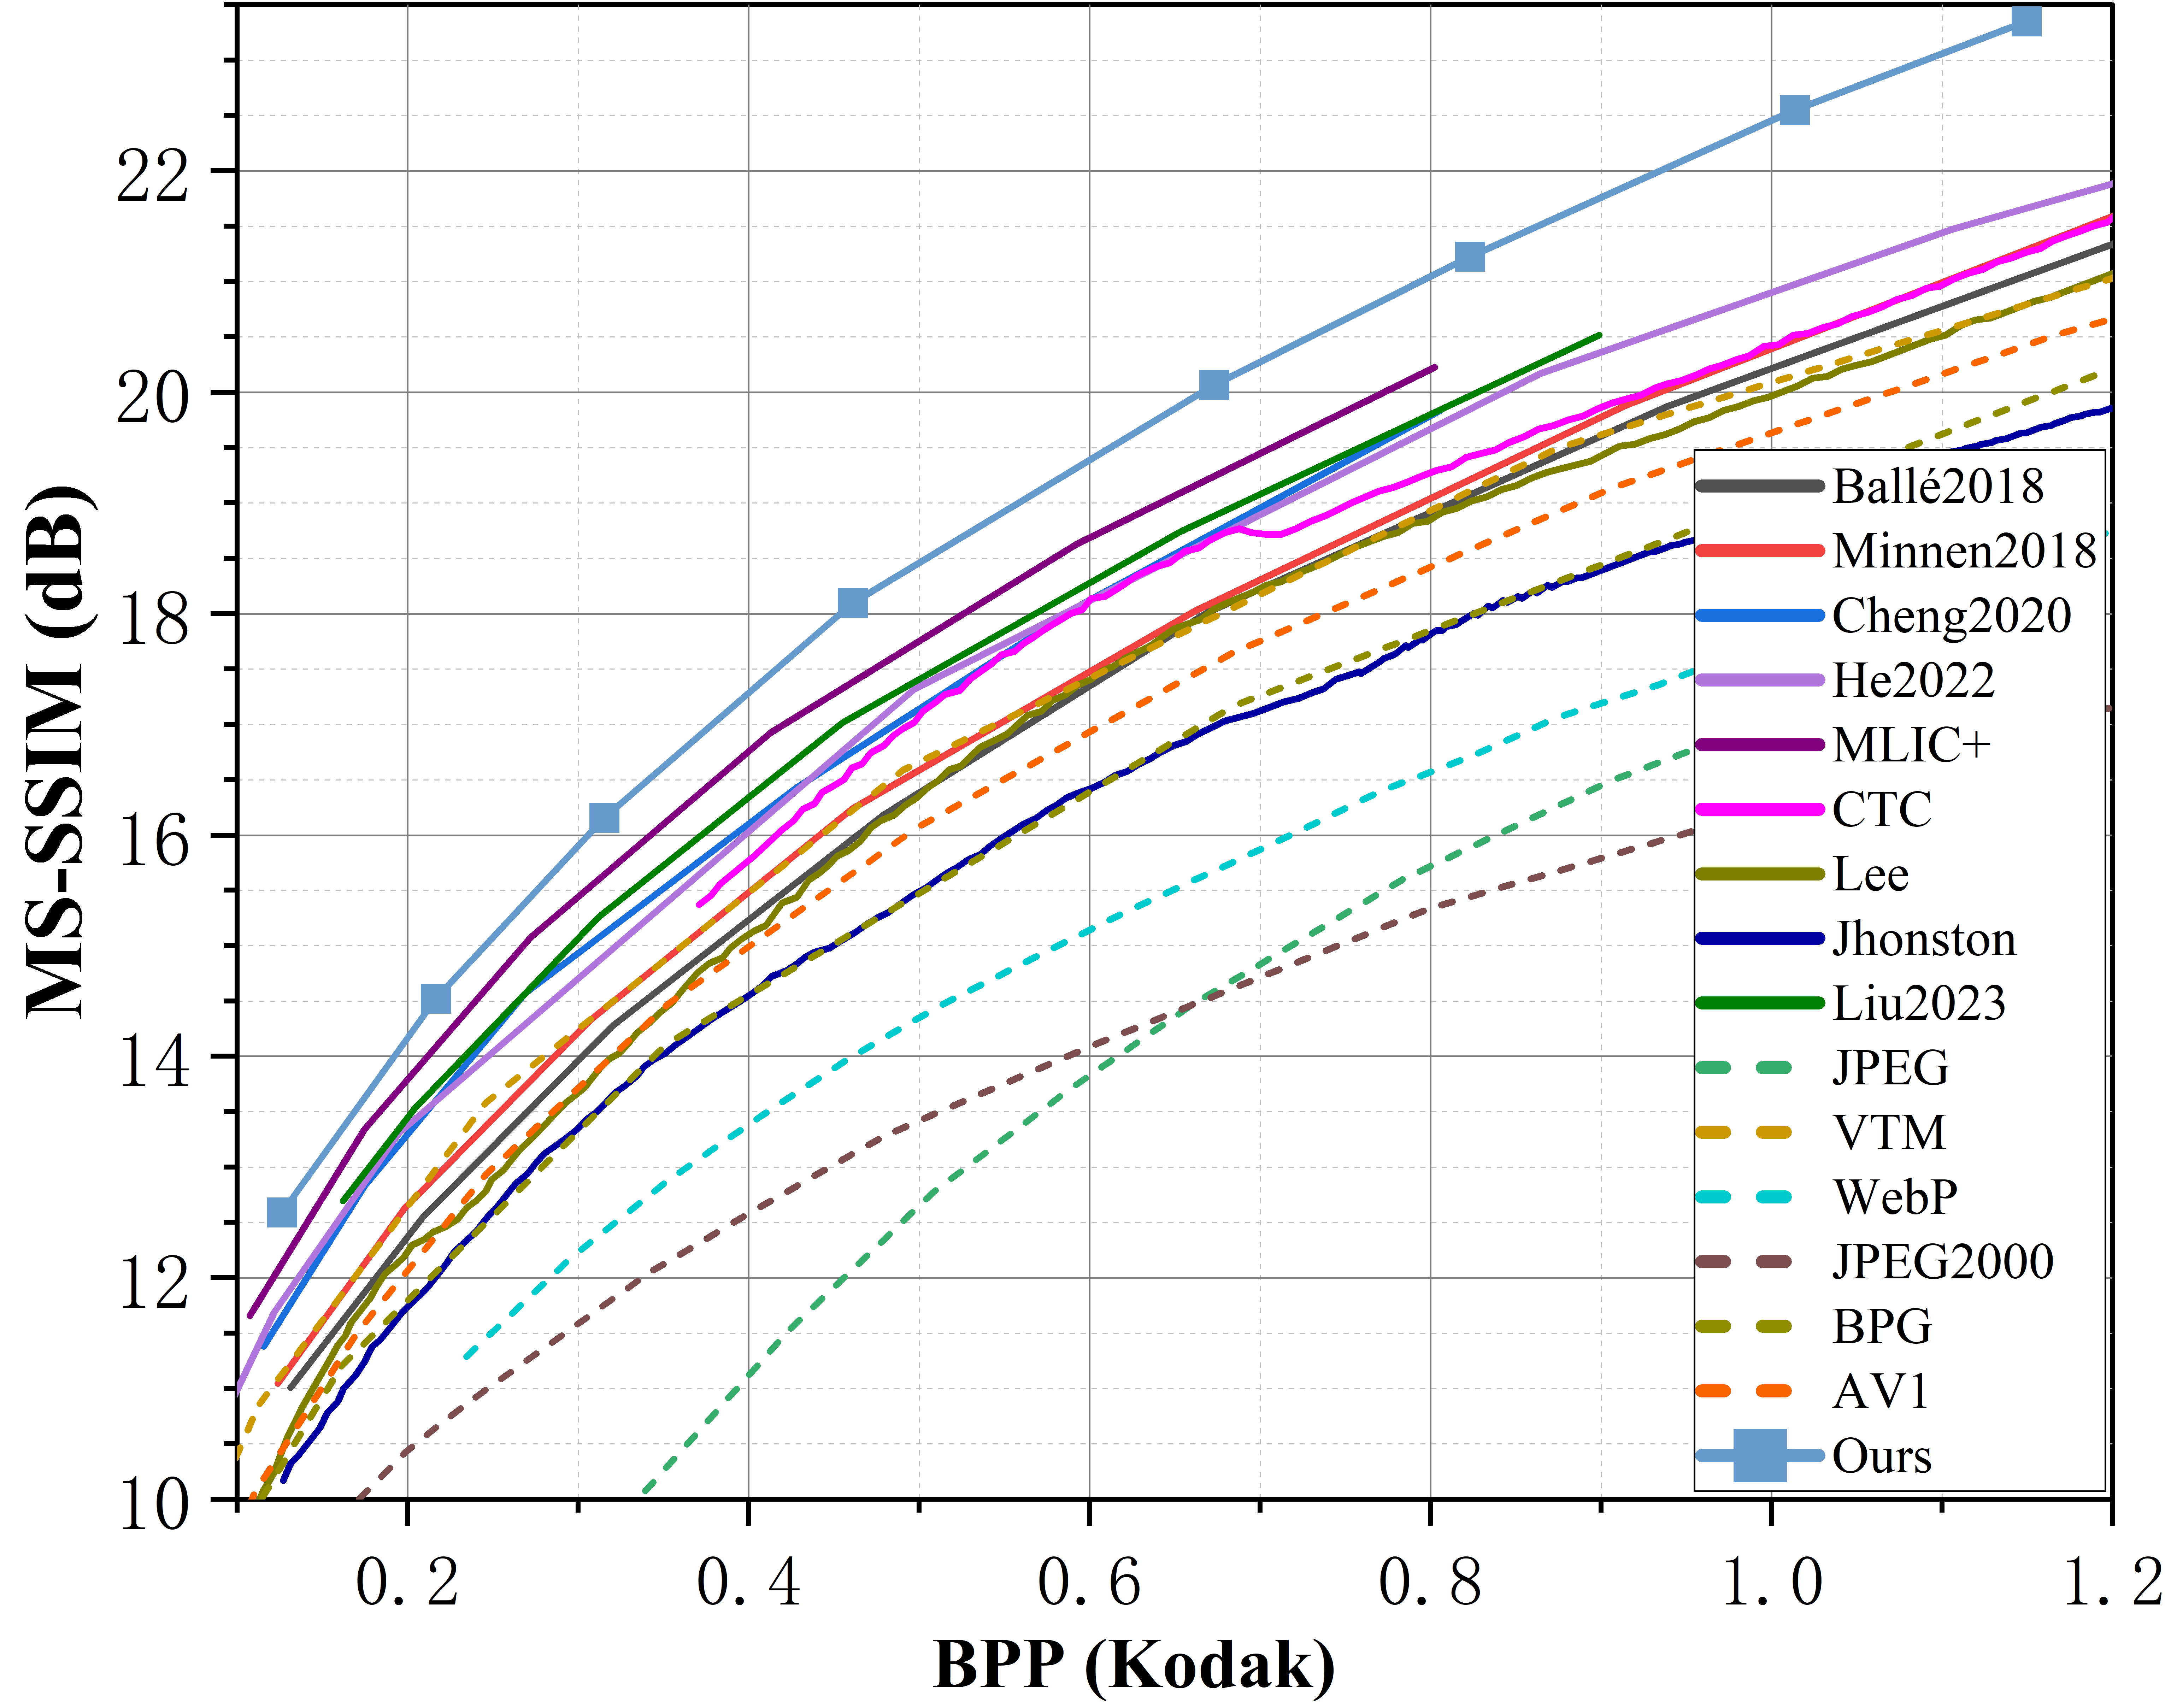 MS-SSIM (dB)
22
20
18
16
14
12
10
0.2 0.4 0.6 0.8 1.0 1.2
BPP (Kodak)
Ballé2018
Minnen2018
Cheng2020
He2022
MLIC+
CTC
Lee
Jhonston
Liu2023
JPEG
VTM
WebP
JPEG2000
BPG
AV1
Ours